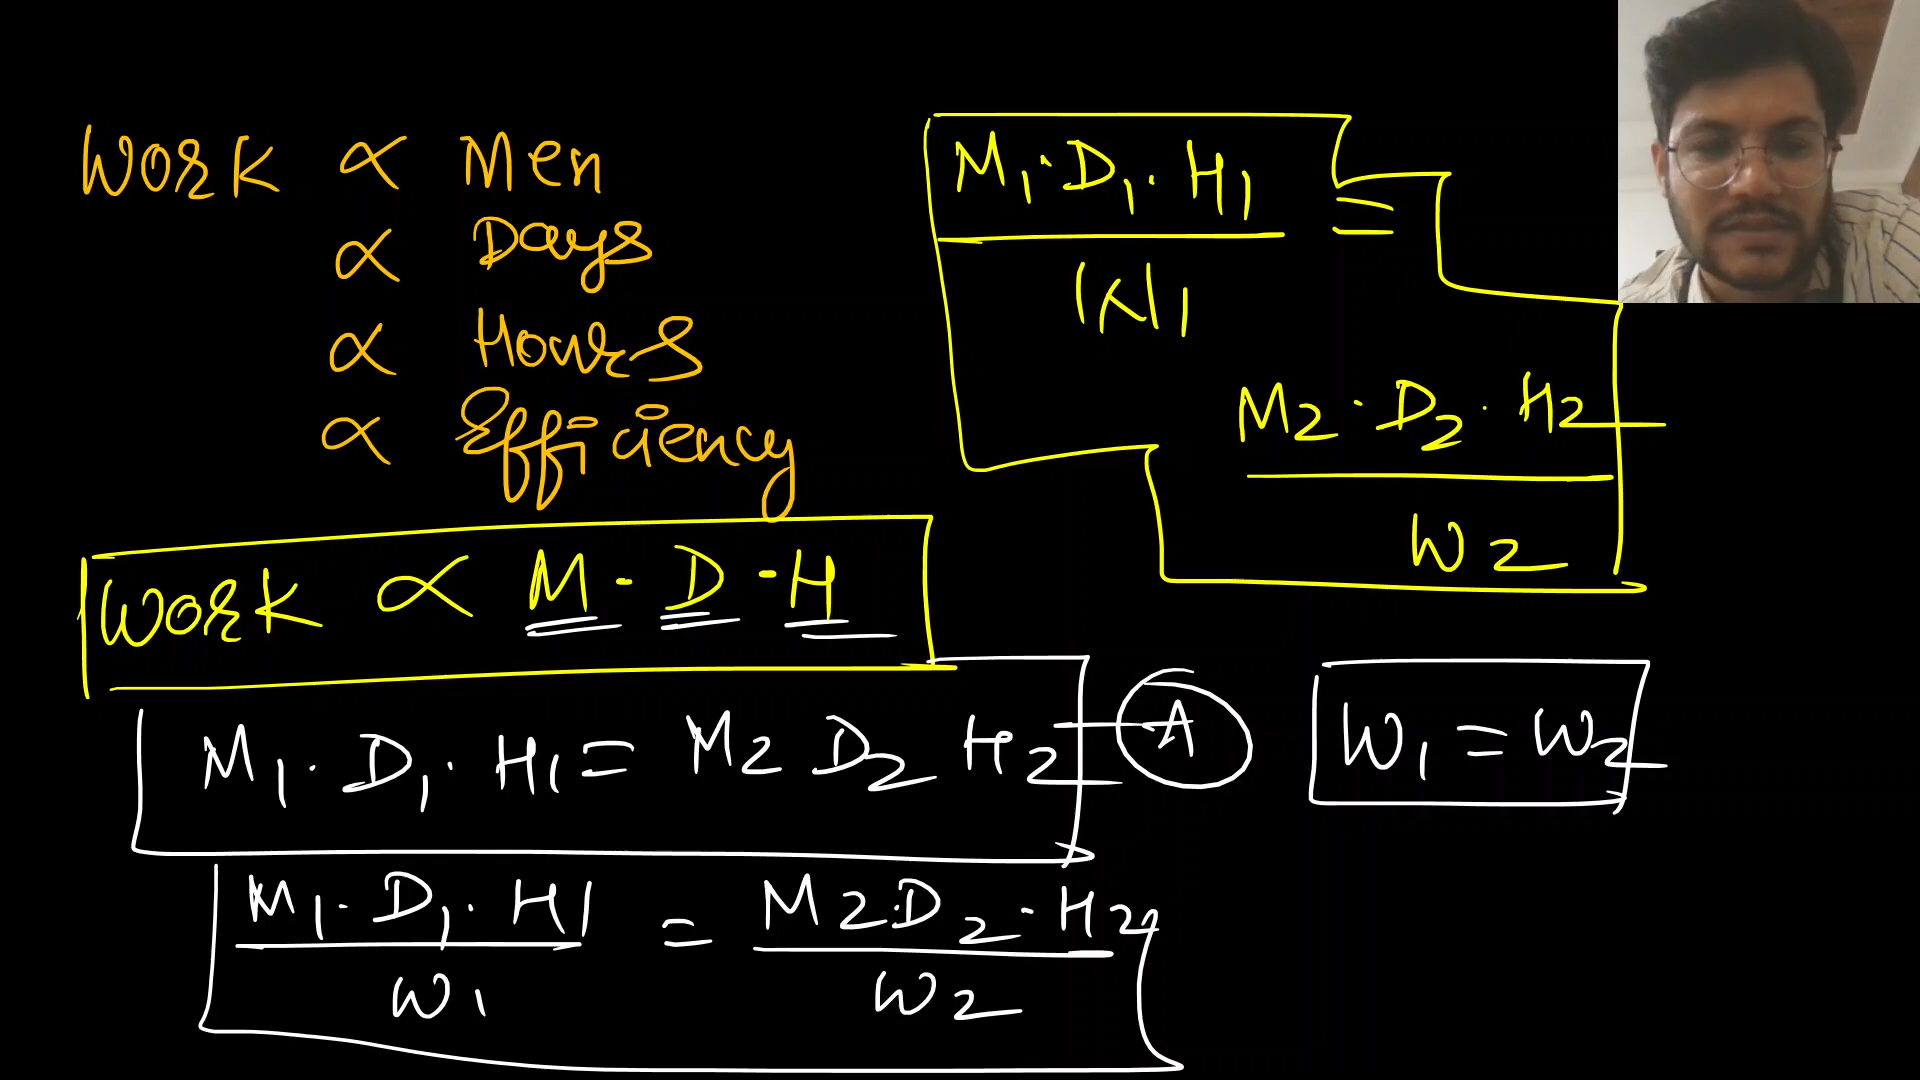 Work ∝ Men
∝ Days
∝ Hours
∝ Efficiency
Work ∝ M · D · H
M1 · D1 · H1 =
W1
M2 · D2 · H2
W2
M1 · D1 · H1 = M2 D2 H2 A
W1 = W2
M1 · D1 · H1 = M2 · D2 · H2
W1 W2